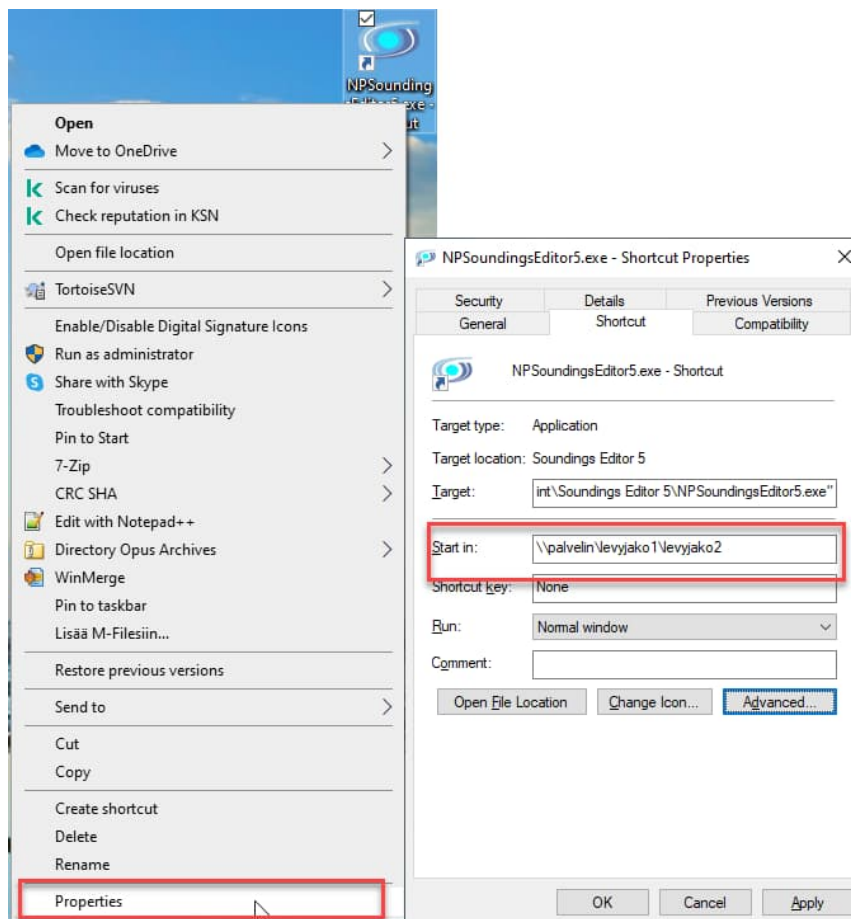 NPSounding
Open
Move to OneDrive
Scan for viruses
Check reputation in KSN
Open file location
TortoiseSVN
Enable/Disable Digital Signature Icons
Run as administrator
Share with Skype
Troubleshoot compatibility
Pin to Start
7-Zip
CRC SHA
Edit with Notepad++
Directory Opus Archives
WinMerge
Pin to taskbar
Lisää M-Filesiin...
Restore previous versions
Send to
Cut
Copy
Create shortcut
Delete
Rename
Properties
NPSoundingsEditor5.exe - Shortcut Properties
Security Details Previous Versions
General Shortcut Compatibility
NPSoundingsEditor5.exe - Shortcut
Target type: Application
Target location: Soundings Editor 5
Target: int\Soundings Editor 5\NPSoundingsEditor5.exe"
Start in: \\palvelin\levyjako1\levyjako2
Shortcut key: None
Run: Normal window
Comment:
Open File Location Change Icon... Advanced...
OK Cancel Apply